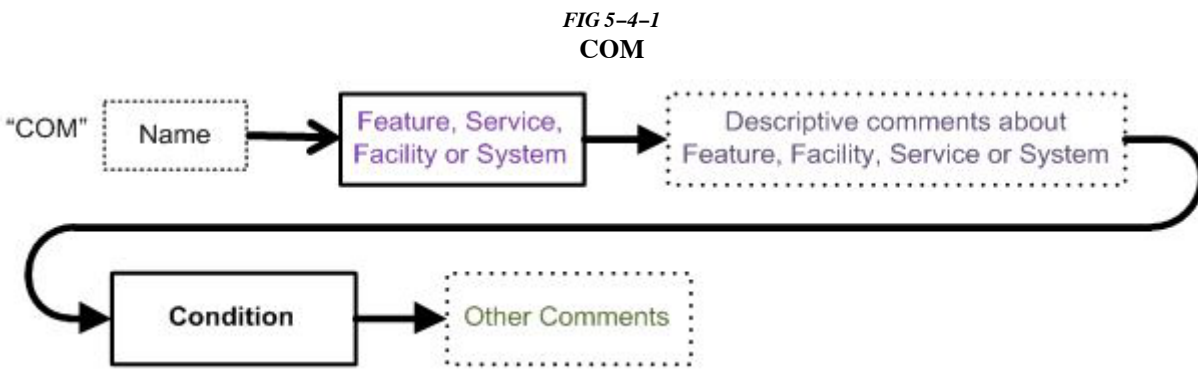 FIG 5–4–1
COM
“COM”
Name
Feature, Service,
Facility or System
Descriptive comments about
Feature, Facility, Service or System
Condition
Other Comments